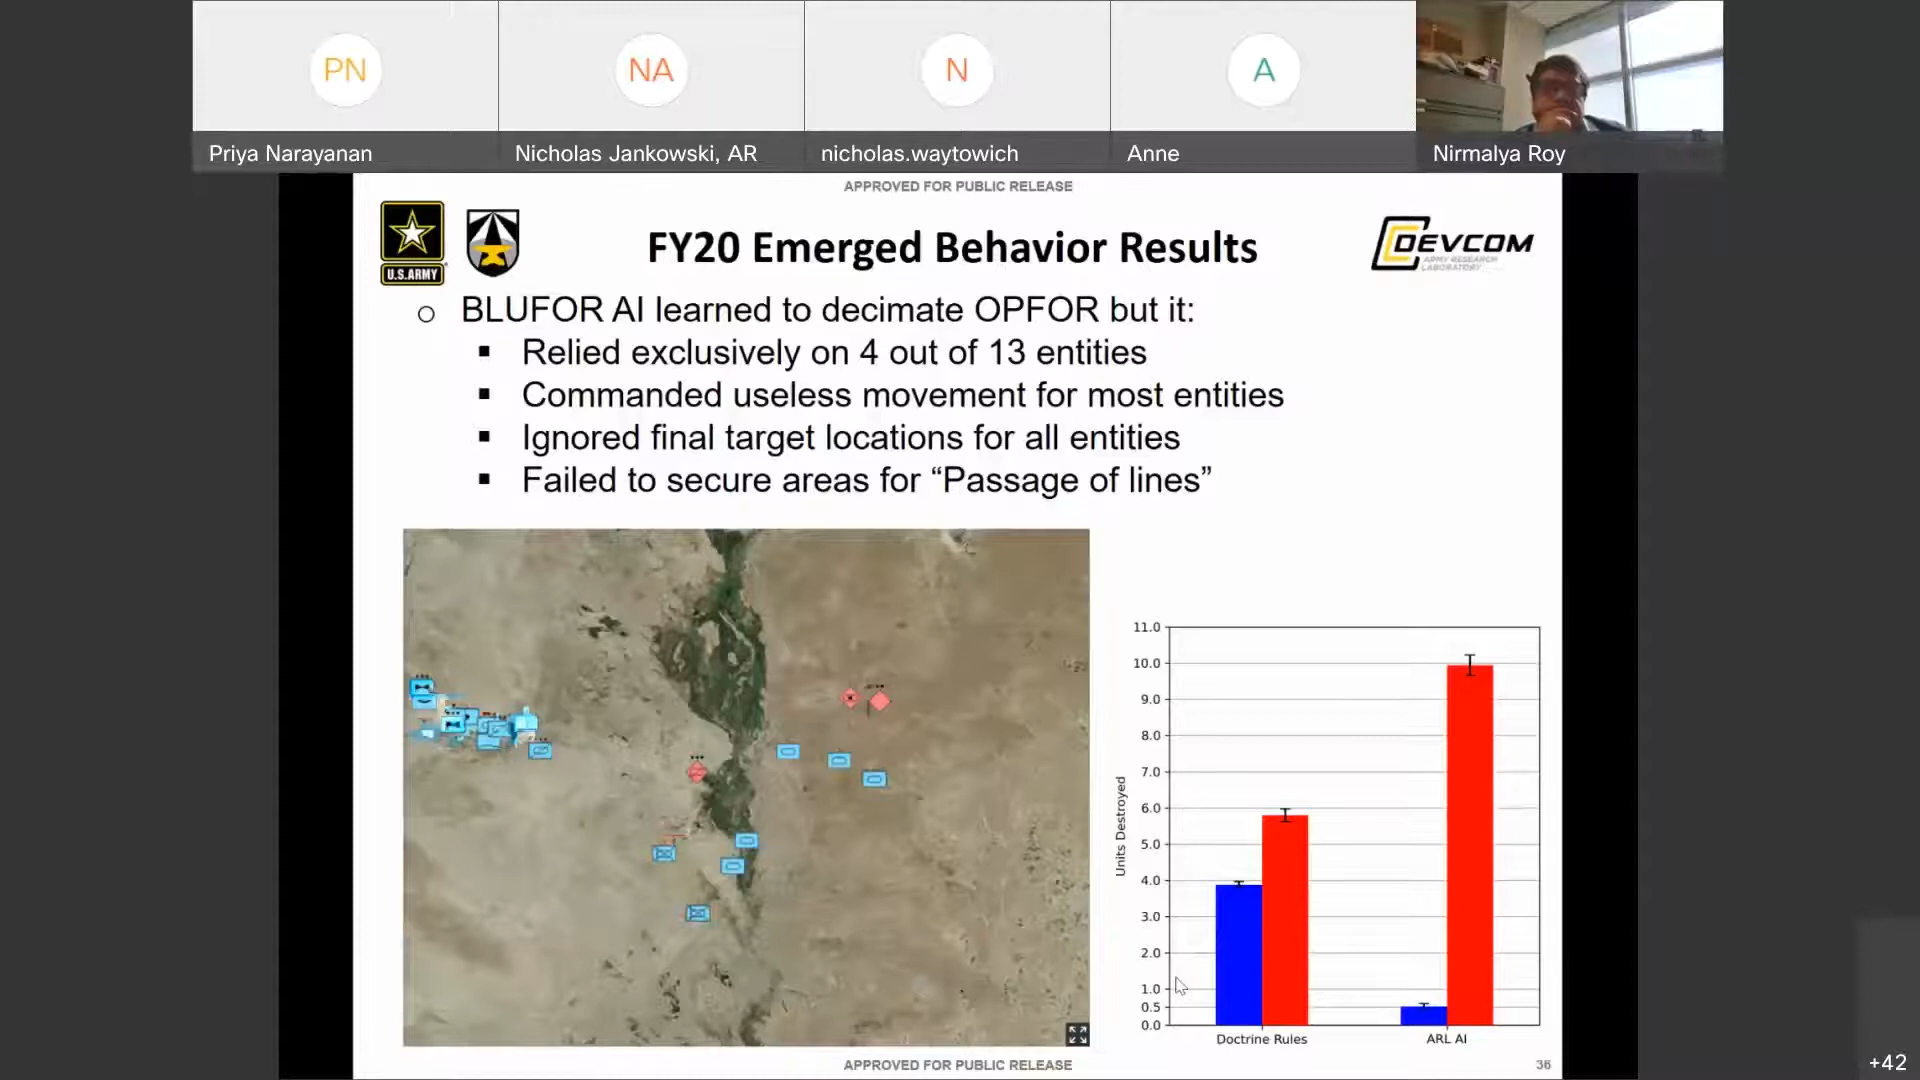 PN
NA
N
A
Priya Narayanan
Nicholas Jankowski, AR
nicholas.waytowich
Anne
Nirmalya Roy
APPROVED FOR PUBLIC RELEASE
U.S.ARMY
FY20 Emerged Behavior Results
DEVCOM
ARMY RESEARCH
LABORATORY
o BLUFOR AI learned to decimate OPFOR but it:
▪ Relied exclusively on 4 out of 13 entities
▪ Commanded useless movement for most entities
▪ Ignored final target locations for all entities
▪ Failed to secure areas for “Passage of lines”
11.0
10.0
9.0
8.0
7.0
6.0
5.0
4.0
3.0
2.0
1.0
0.5
0.0
Units Destroyed
Doctrine Rules
ARL AI
APPROVED FOR PUBLIC RELEASE
36
+42